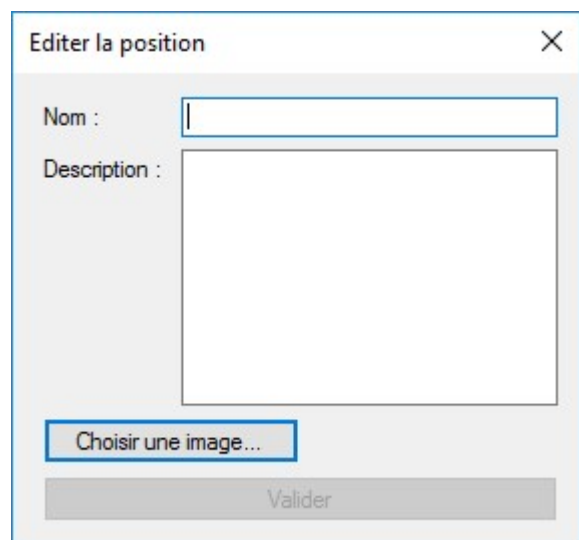 Editer la position
Nom :
Description :
Choisir une image...
Valider